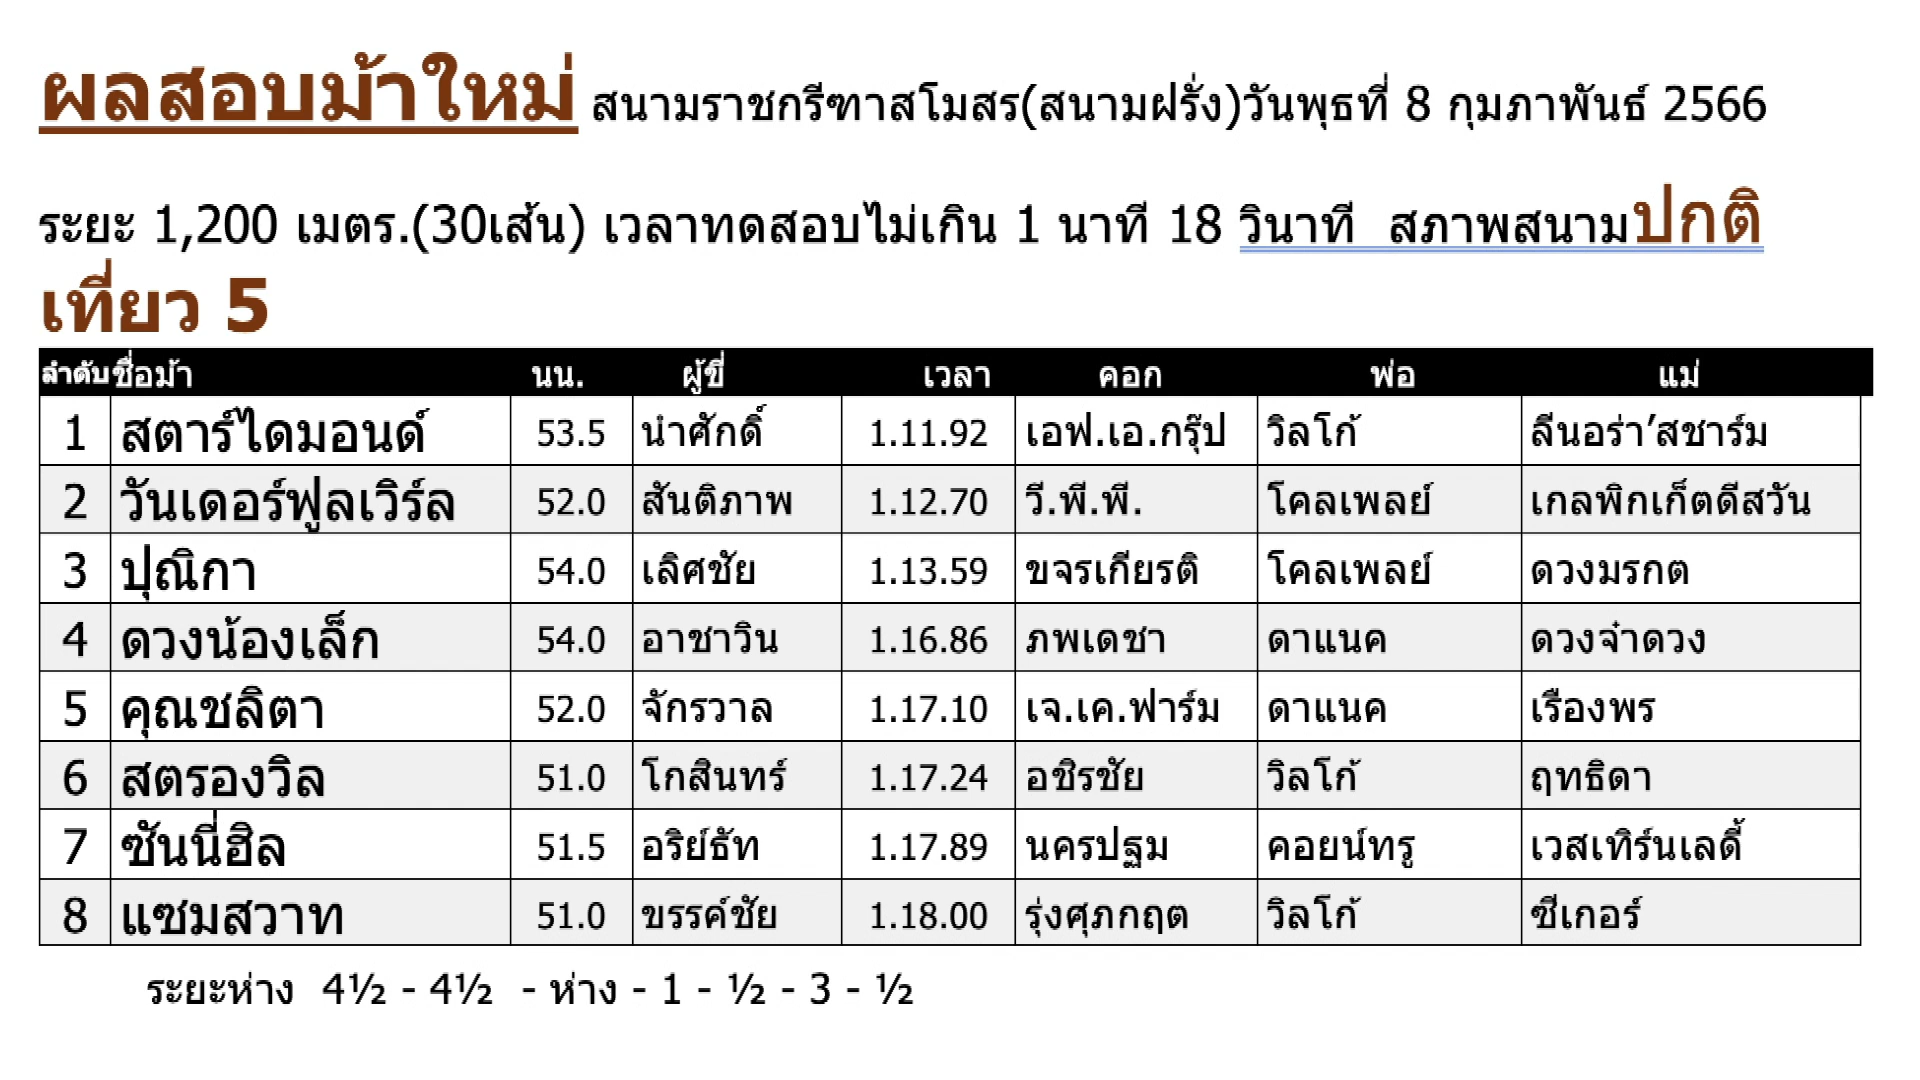 ผลสอบม้าใหม่ สนามราชกรีฑาสโมสร(สนามฝรั่ง)วันพุธที่ 8 กุมภาพันธ์ 2566
ระยะ 1,200 เมตร.(30เส้น) เวลาทดสอบไม่เกิน 1 นาที 18 วินาที สภาพสนามปกติ
เที่ยว 5
ลำดับ ชื่อม้า นน. ผู้ขี่ เวลา คอก พ่อ แม่
1 สตาร์ไดมอนด์ 53.5 นำศักดิ์ 1.11.92 เอฟ.เอ.กรุ๊ป วิลโก้ ลีนอร่า’สชาร์ม
2 วันเดอร์ฟูลเวิร์ล 52.0 สันติภาพ 1.12.70 วี.พี.พี. โคลเพลย์ เกลพิกเก็ตดีสวัน
3 ปุณิกา 54.0 เลิศชัย 1.13.59 ขจรเกียรติ โคลเพลย์ ดวงมรกต
4 ดวงน้องเล็ก 54.0 อาชาวิน 1.16.86 ภพเดชา ดาแนค ดวงจ๋าดวง
5 คุณชลิตา 52.0 จักรวาล 1.17.10 เจ.เค.ฟาร์ม ดาแนค เรืองพร
6 สตรองวิล 51.0 โกสินทร์ 1.17.24 อชิรชัย วิลโก้ ฤทธิดา
7 ซันนี่ฮิล 51.5 อริย์ธัท 1.17.89 นครปฐม คอยน์ทรู เวสเทิร์นเลดี้
8 แซมสวาท 51.0 ขรรค์ชัย 1.18.00 รุ่งศุภกฤต วิลโก้ ซีเกอร์
ระยะห่าง 4½ - 4½ - ห่าง - 1 - ½ - 3 - ½